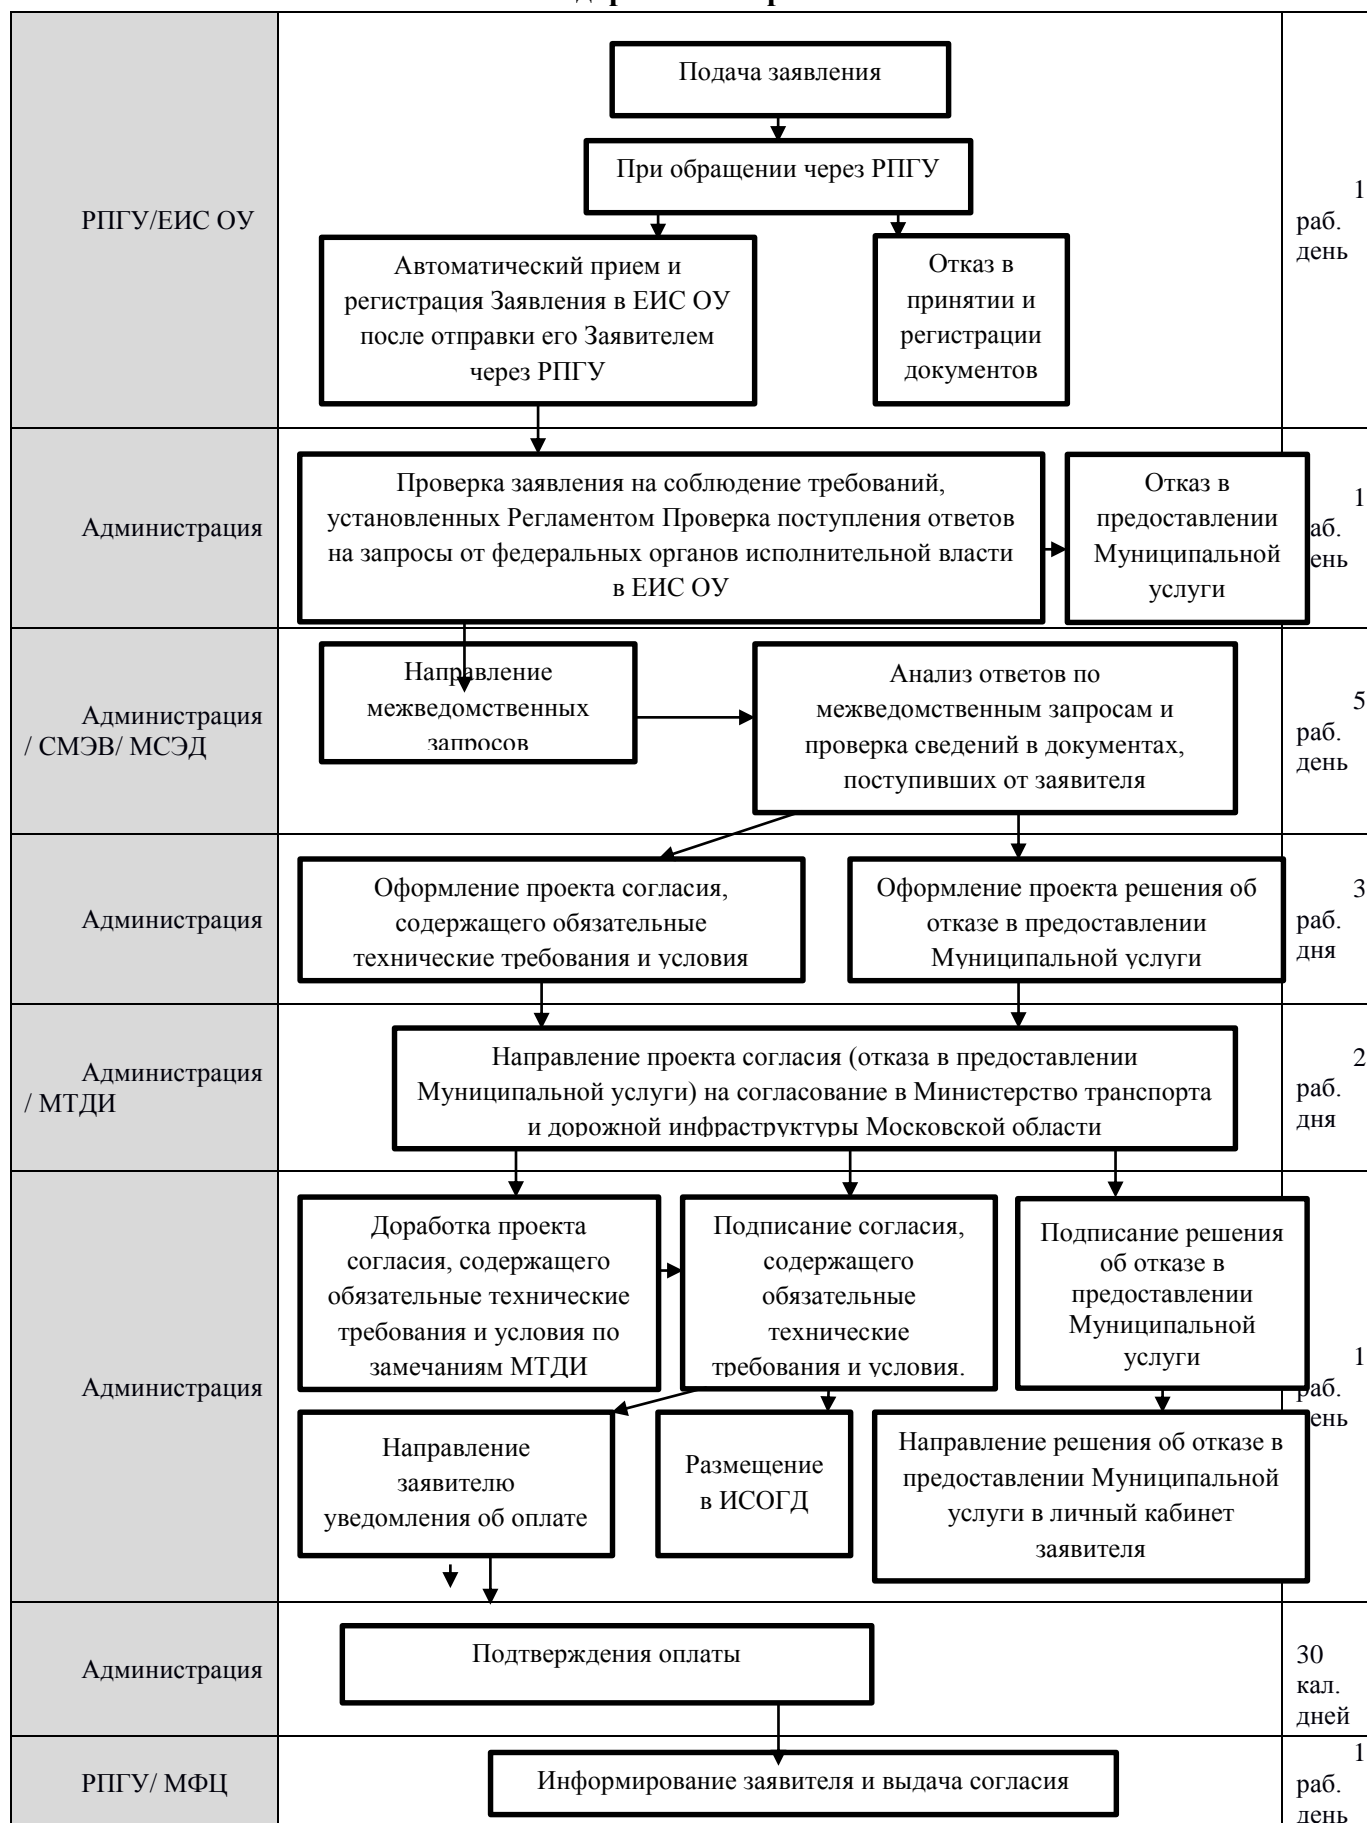 РПГУ/ЕИС ОУ
Подача заявления
При обращении через РПГУ
Автоматический прием и
регистрация Заявления в ЕИС ОУ
после отправки его Заявителем
через РПГУ
Отказ в
принятии и
регистрации
документов
1
раб.
день
Администрация
Проверка заявления на соблюдение требований,
установленных Регламентом Проверка поступления ответов
на запросы от федеральных органов исполнительной власти
в ЕИС ОУ
Отказ в
предоставлении
Муниципальной
услуги
1
аб.
ень
Администрация
/ СМЭВ/ МСЭД
Направление
межведомственных
запросов
Анализ ответов по
межведомственным запросам и
проверка сведений в документах,
поступивших от заявителя
5
раб.
день
Администрация
Оформление проекта согласия,
содержащего обязательные
технические требования и условия
Оформление проекта решения об
отказе в предоставлении
Муниципальной услуги
3
раб.
дня
Администрация
/ МТДИ
Направление проекта согласия (отказа в предоставлении
Муниципальной услуги) на согласование в Министерство транспорта
и дорожной инфраструктуры Московской области
2
раб.
дня
Администрация
Доработка проекта
согласия, содержащего
обязательные технические
требования и условия по
замечаниям МТДИ
Подписание согласия,
содержащего
обязательные
технические
требования и условия.
Подписание решения
об отказе в
предоставлении
Муниципальной
услуги
Направление
заявителю
уведомления об оплате
Размещение
в ИСОГД
Направление решения об отказе в
предоставлении Муниципальной
услуги в личный кабинет
заявителя
1
раб.
ень
Администрация
Подтверждения оплаты
30
кал.
дней
РПГУ/ МФЦ
Информирование заявителя и выдача согласия
1
раб.
день